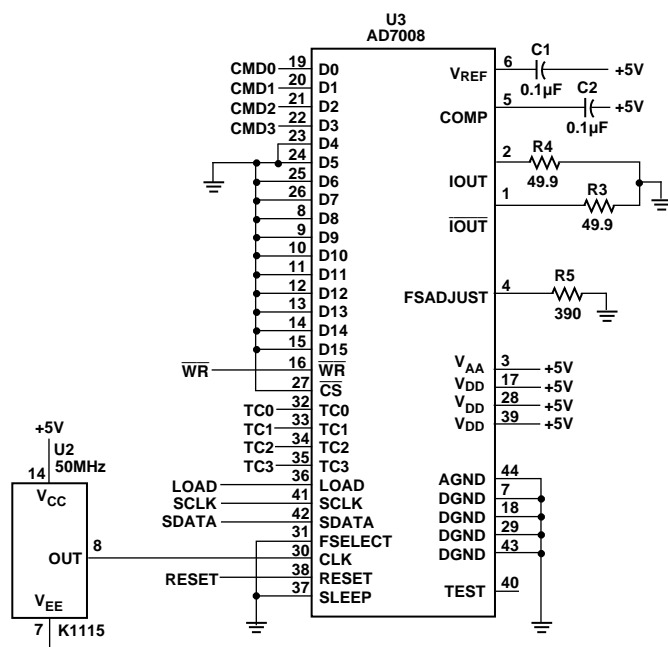 U3
AD7008
CMD0 19 D0
CMD1 20 D1
CMD2 21 D2
CMD3 22 D3
23 D4
24 D5
25 D6
26 D7
8 D8
9 D9
10 D10
11 D11
12 D12
13 D13
14 D14
15 D15
WR 16 WR
27 CS
TC0 32 TC0
TC1 33 TC1
TC2 34 TC2
TC3 35 TC3
LOAD 36 LOAD
SCLK 41 SCLK
SDATA 42 SDATA
31 FSELECT
30 CLK
RESET 38 RESET
37 SLEEP
VREF 6 C1 0.1µF +5V
COMP 5 C2 0.1µF +5V
IOUT 2 R4 49.9
IOUT 1 R3 49.9
FSADJUST 4 R5 390
VAA 3 +5V
VDD 17 +5V
VDD 28 +5V
VDD 39 +5V
AGND 44
DGND 7
DGND 18
DGND 29
DGND 43
TEST 40
+5V
U2
50MHz
14
VCC
OUT 8
VEE
7 K1115